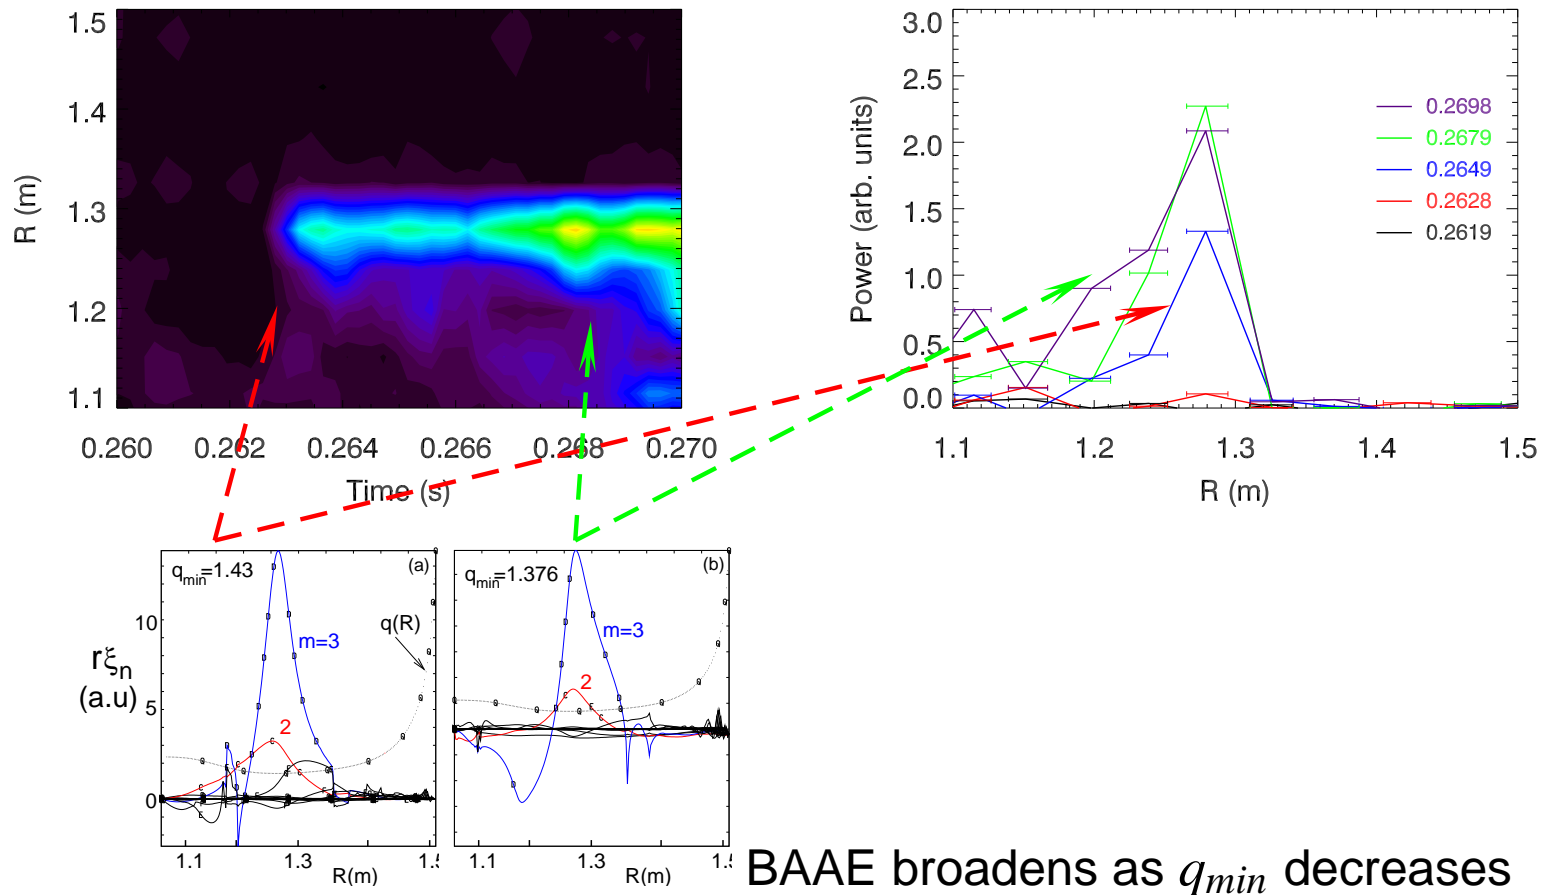 1.5
1.4
1.3
1.2
1.1
R (m)
0.260 0.262 0.264 0.266 0.268 0.270
Time (s)
3.0
2.5
2.0
1.5
1.0
0.5
0.0
Power (arb. units)
0.2698
0.2679
0.2649
0.2628
0.2619
1.1 1.2 1.3 1.4 1.5
R (m)
q_min=1.43 (a)
q(R)
m=3
2
10
5
0
rξ_n
(a.u)
1.1 1.3
R(m)
q_min=1.376 (b)
m=3
2
1.1 1.3
R(m)
BAAE broadens as q_min decreases